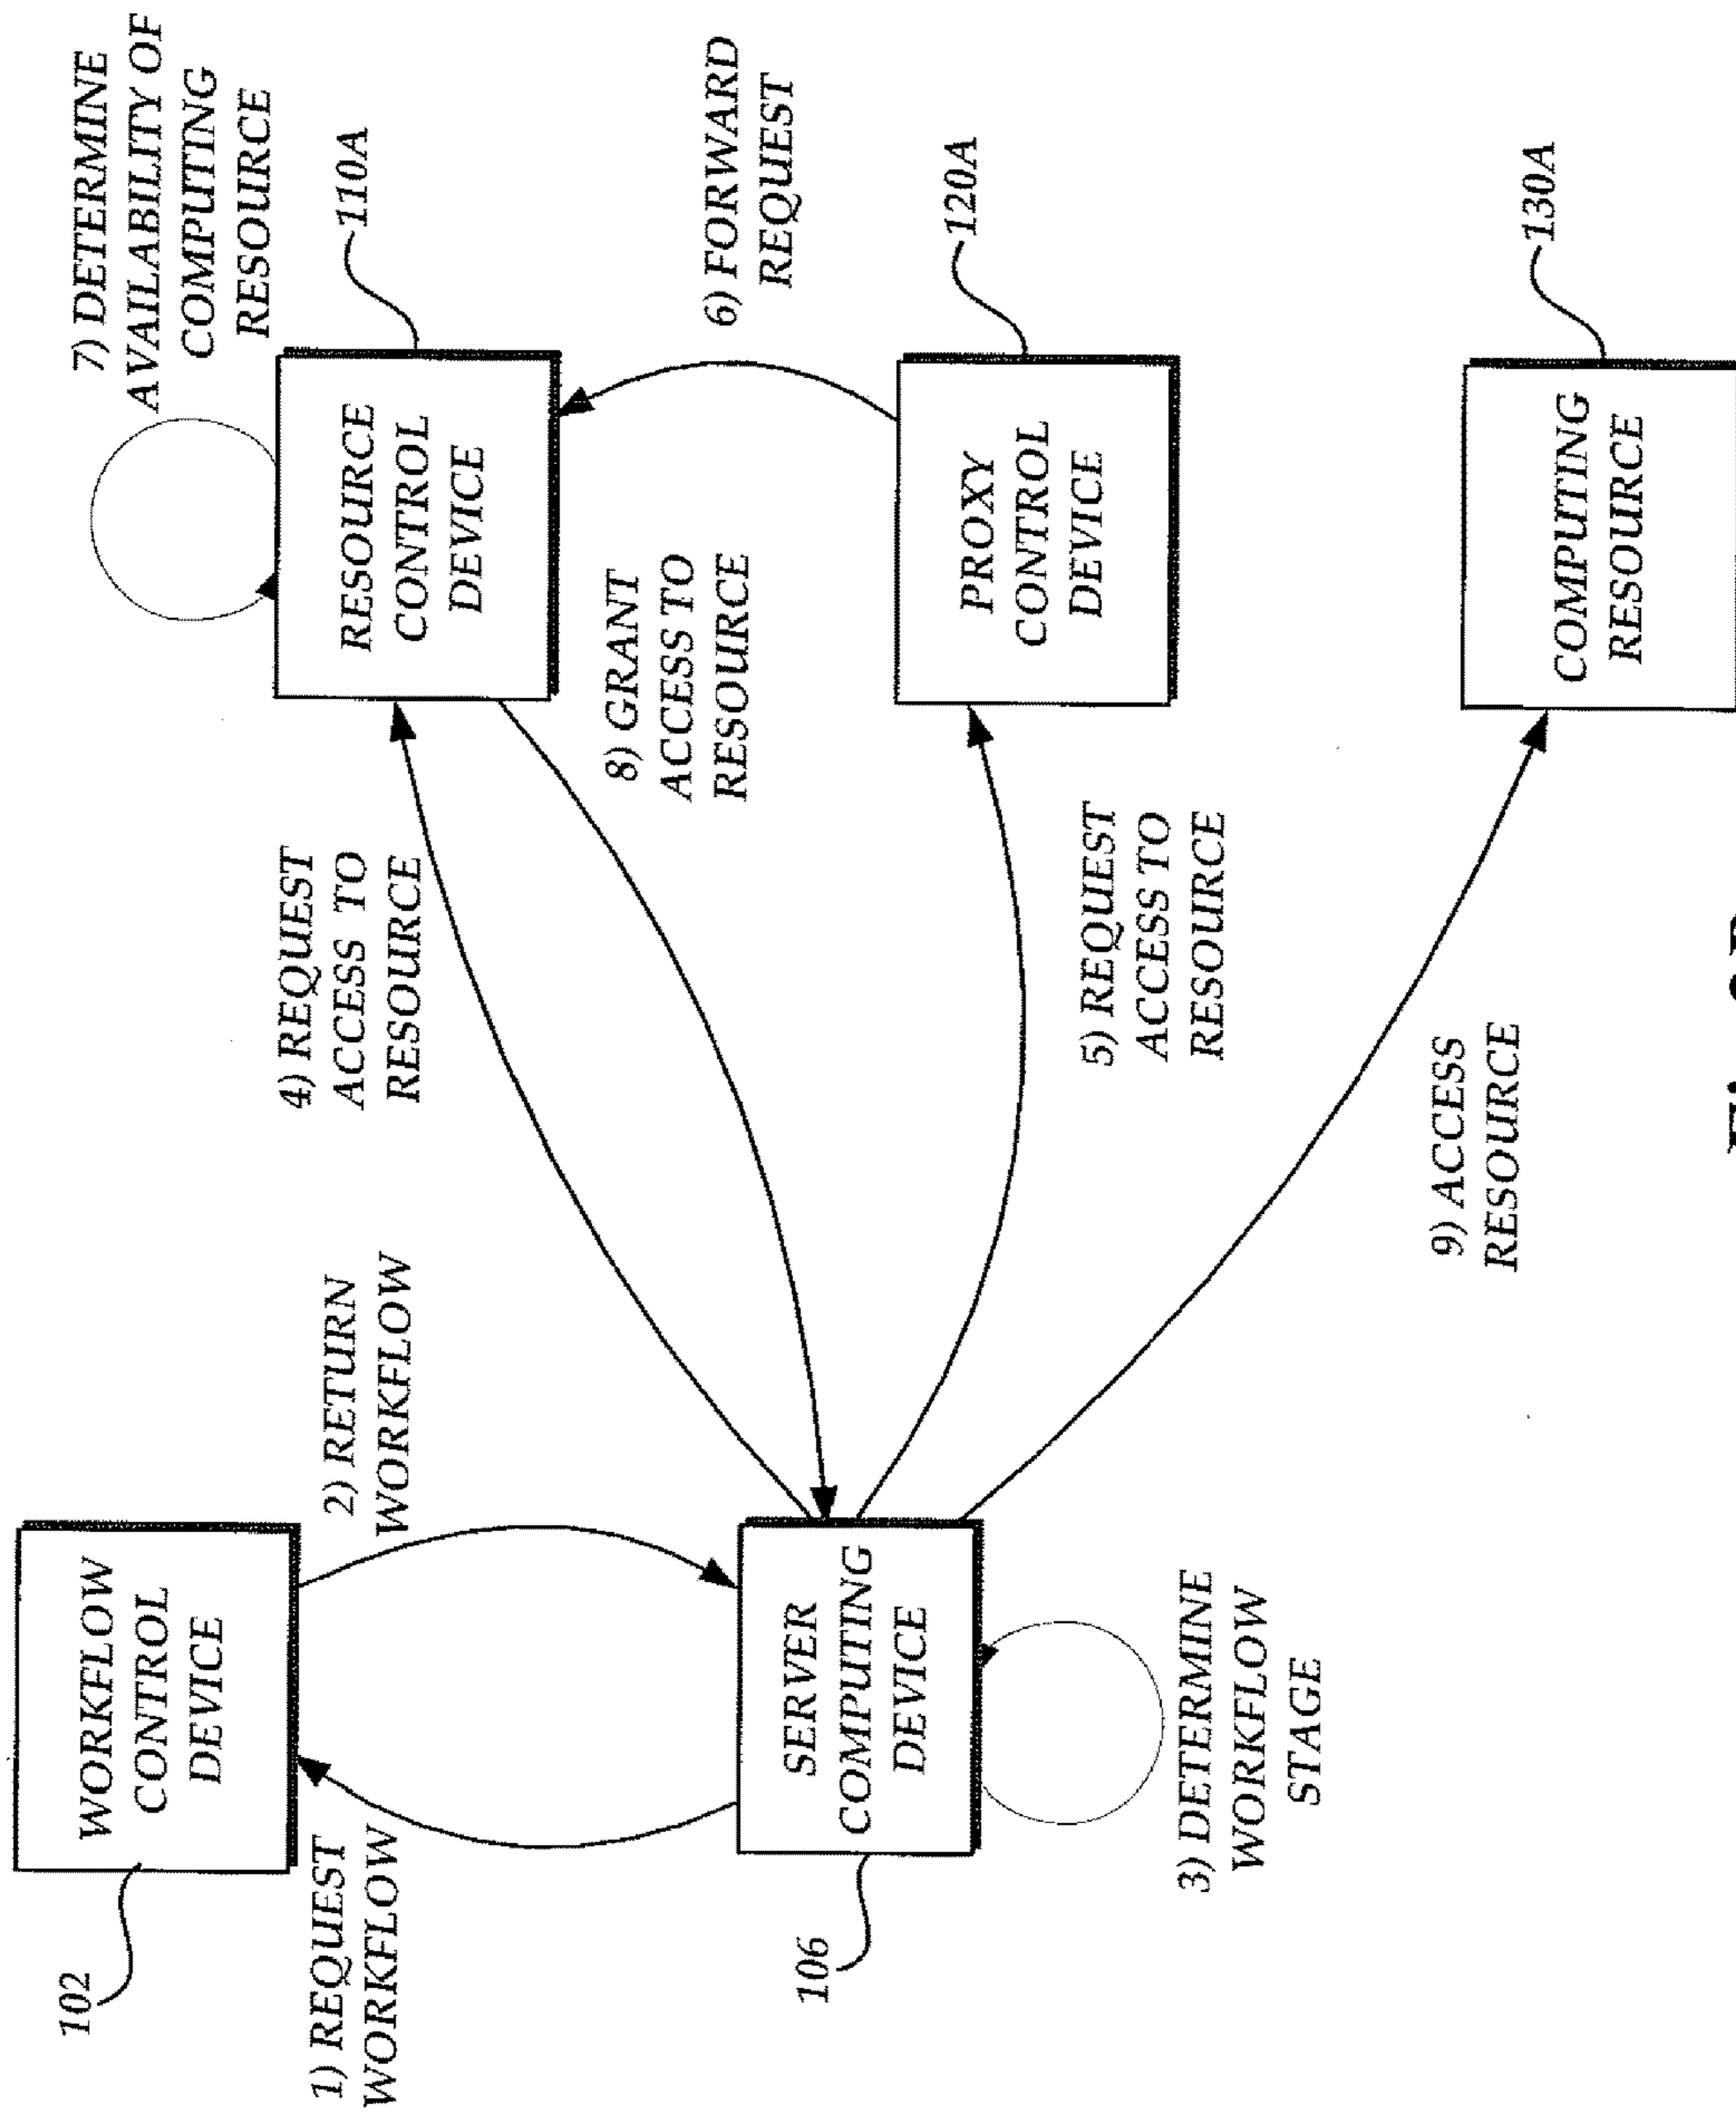 102
WORKFLOW
CONTROL
DEVICE
1) REQUEST
WORKFLOW
2) RETURN
WORKFLOW
106
SERVER
COMPUTING
DEVICE
3) DETERMINE
WORKFLOW
STAGE
4) REQUEST
ACCESS TO
RESOURCE
7) DETERMINE
AVAILABILITY OF
COMPUTING
RESOURCE
RESOURCE
CONTROL
DEVICE
110A
8) GRANT
ACCESS TO
RESOURCE
6) FORWARD
REQUEST
5) REQUEST
ACCESS TO
RESOURCE
PROXY
CONTROL
DEVICE
120A
9) ACCESS
RESOURCE
COMPUTING
RESOURCE
130A